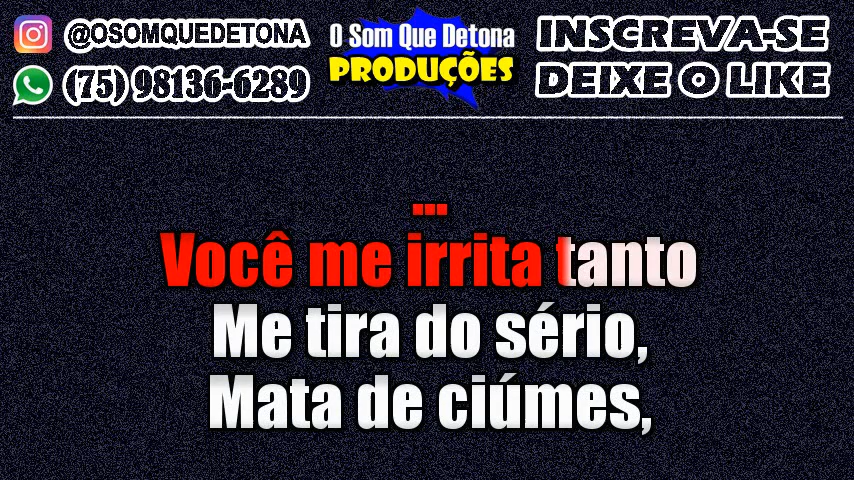 @OSOMQUEDETONA
(75) 98136-6289
O Som Que Detona
PRODUÇÕES
INSCREVA-SE
DEIXE O LIKE
...
Você me irrita tanto
Me tira do sério,
Mata de ciúmes,